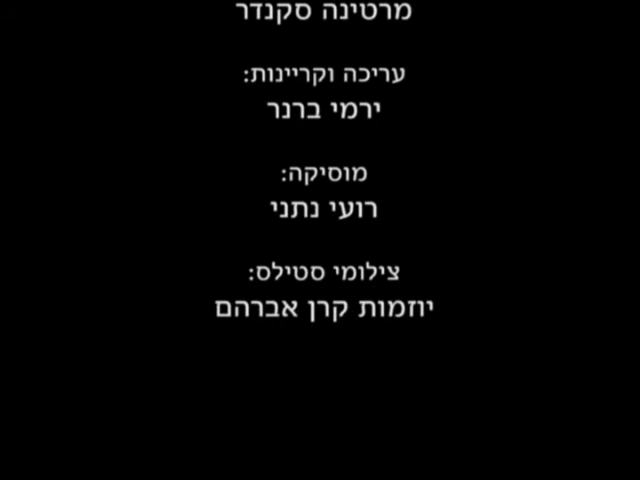 מרטינה סקנדר
עריכה וקריינות:
ירמי ברנר
מוסיקה:
רועי נתני
צילומי סטילס:
יוזמות קרן אברהם